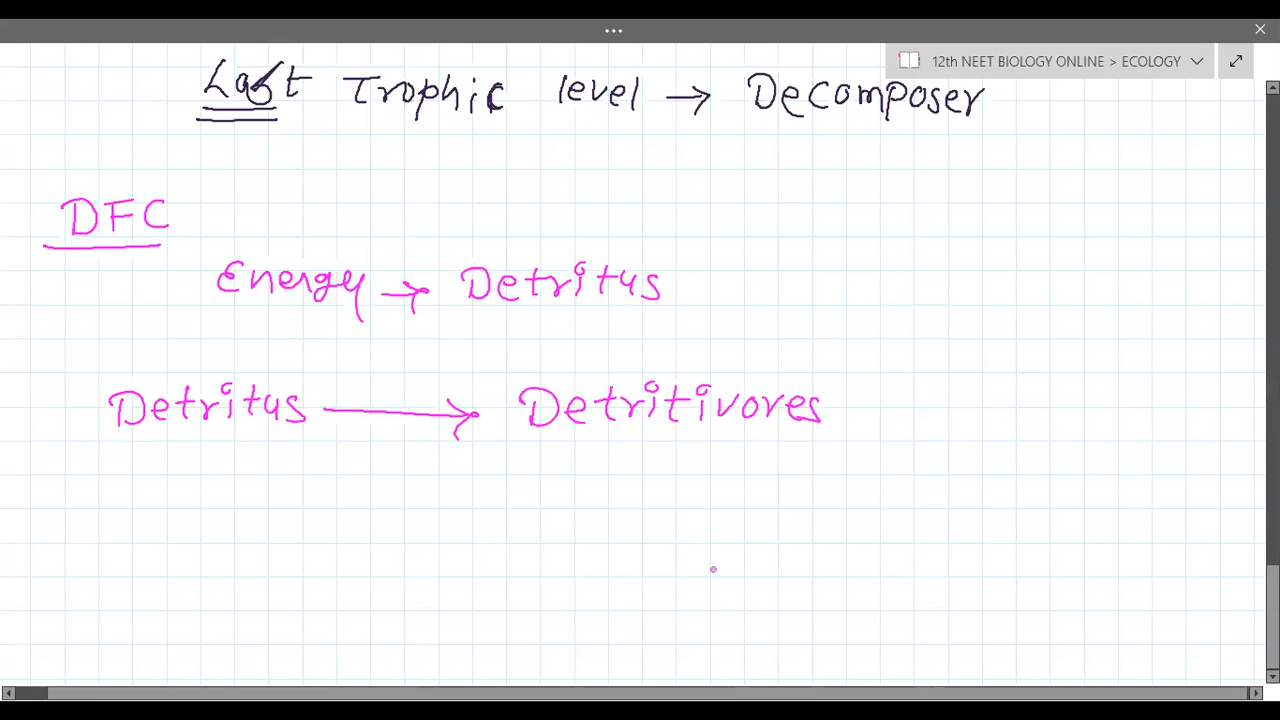 12th NEET BIOLOGY ONLINE > ECOLOGY
Last Trophic level → Decomposer
DFC
Energy → Detritus
Detritus → Detritivores